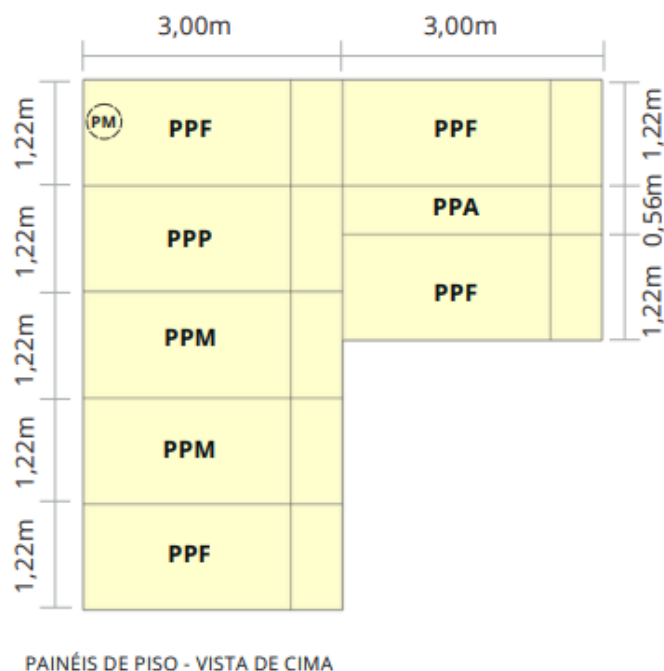 3,00m 3,00m
1,22m
PM
PPF
PPF
1,22m
1,22m
PPP
PPA
0,56m
1,22m
PPM
PPF
1,22m
1,22m
PPM
1,22m
PPF
PAINÉIS DE PISO - VISTA DE CIMA